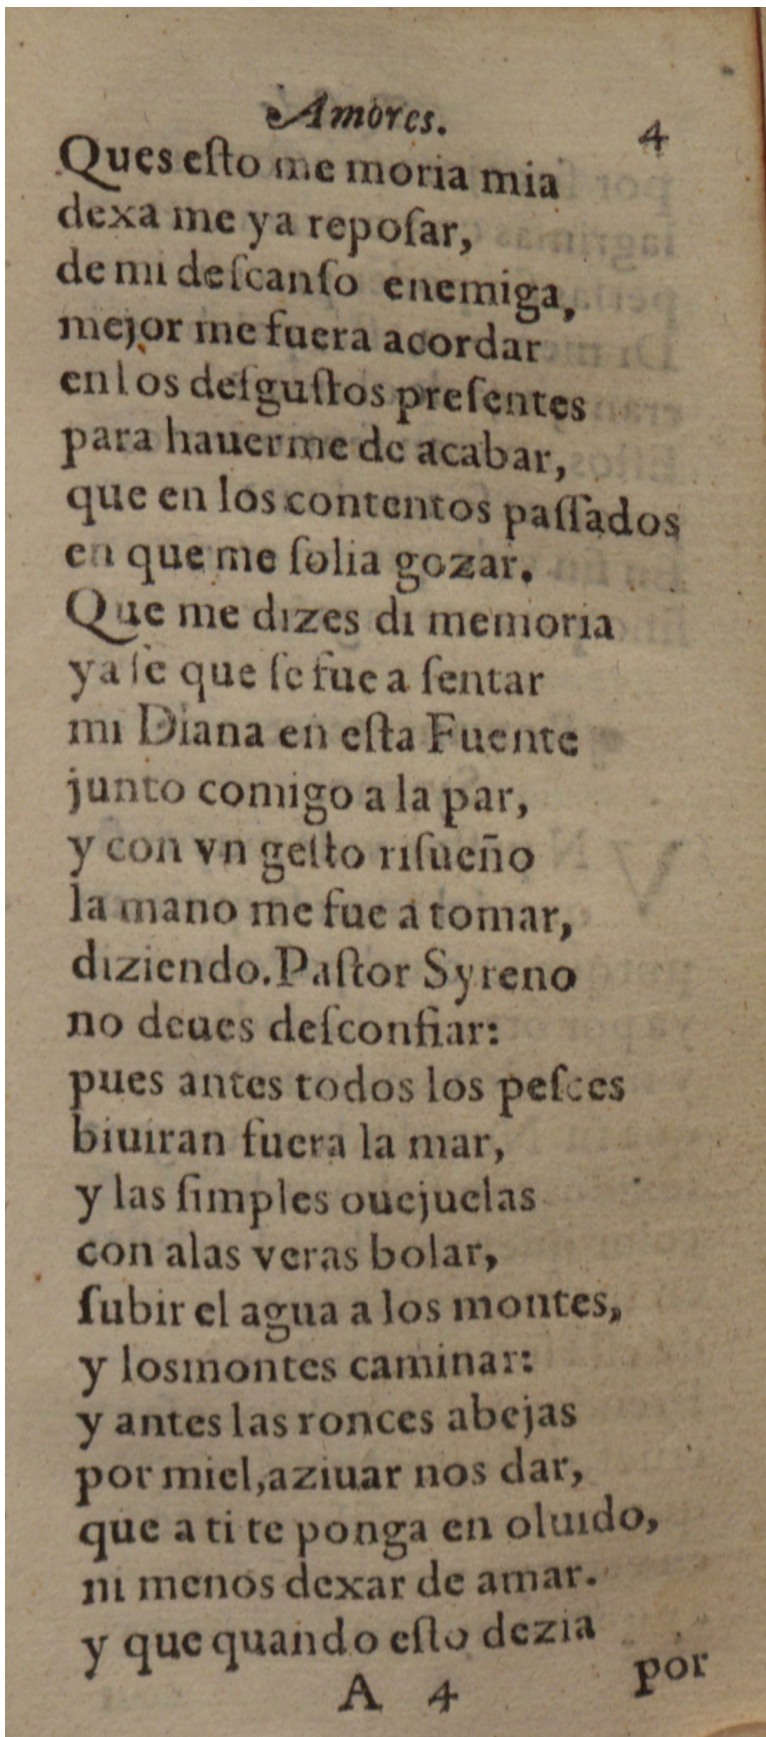 Amores.
4
Ques eſto me moria mia
dexa me ya repoſar,
de mi deſcanſo enemiga,
mejor me fuera acordar
enl os deſguſtos preſentes
para hauerme de acabar,
que en los contentos paſſados
en que me ſolia gozar.
Que me dizes di memoria
ya ſe que ſe fue a ſentar
mi Diana en eſta Fuente
junto comigo a la par,
y con vn geſto riſueño
la mano me fue a tomar,
diziendo. Paſtor Syreno
no deues deſconfiar:
pues antes todos los peſces
biuiran fuera la mar,
y las ſimples ouejuelas
con alas veras bolar,
ſubir el agua a los montes,
y losmontes caminar:
y antes las ronces abejas
por miel, aziuar nos dar,
que a ti te ponga en oluido,
ni menos dexar de amar.
y que quando eſto dezia
A 4 por